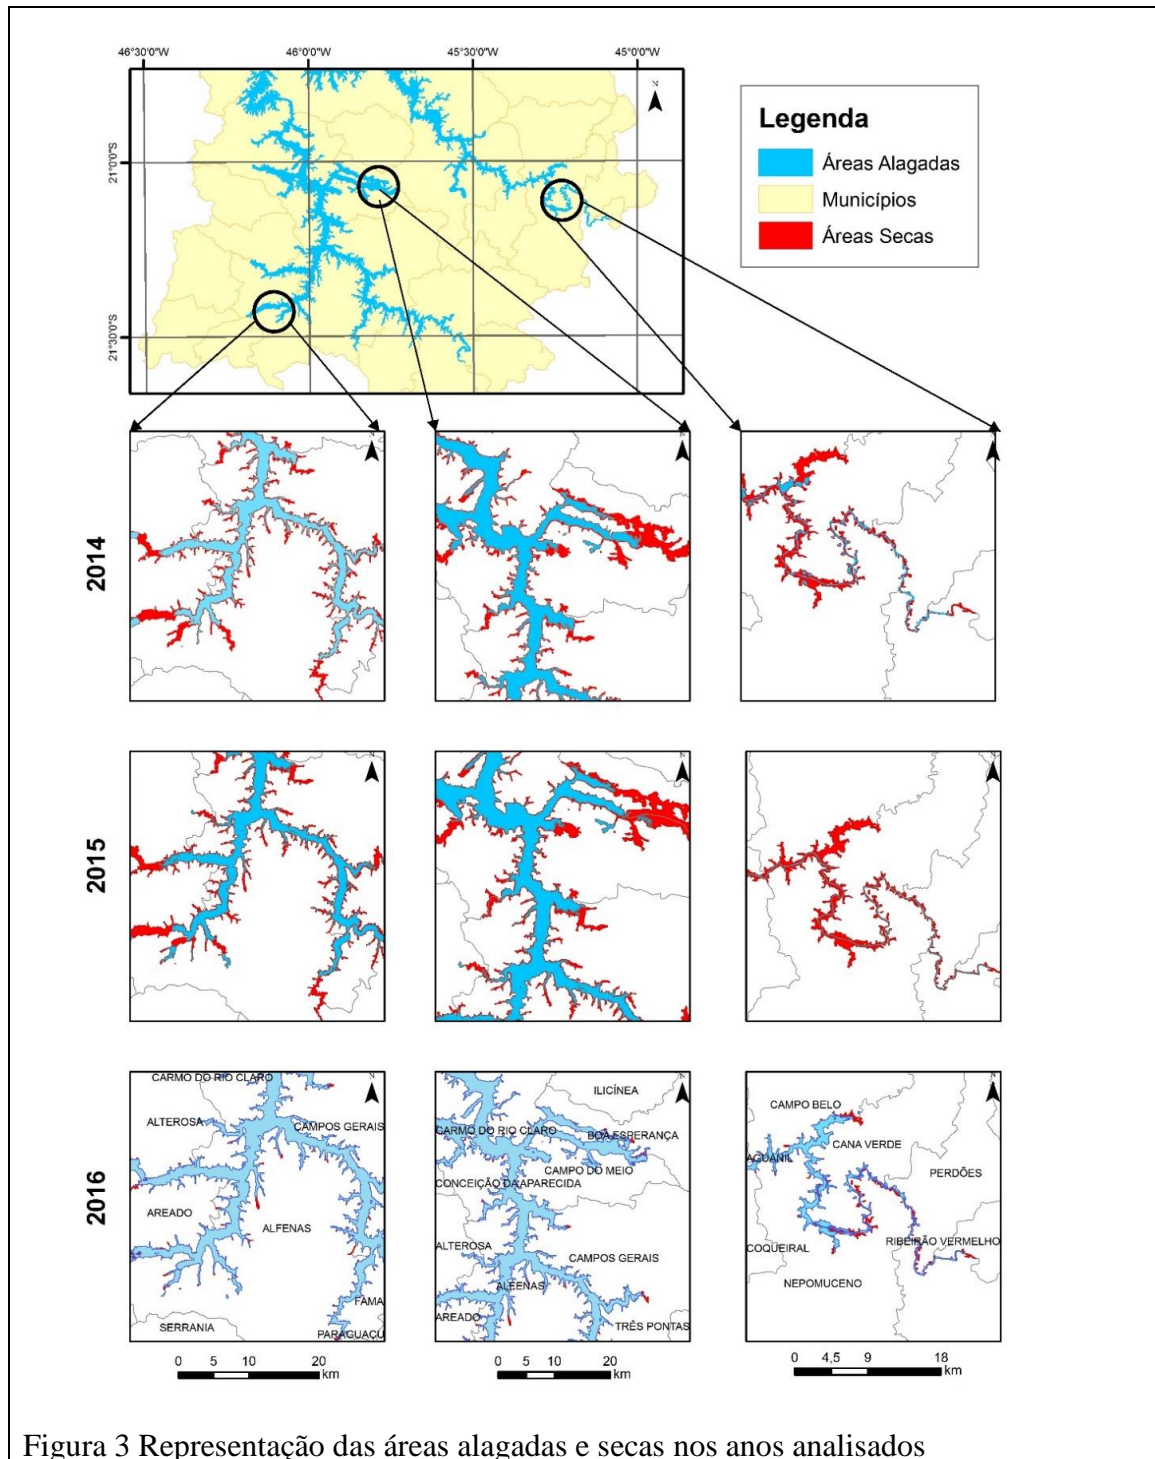 46°30'0"W 46°0'0"W 45°30'0"W 45°0'0"W
21°0'0"S
21°30'0"S
Legenda
Áreas Alagadas
Municípios
Áreas Secas
2014
2015
2016
CARMO DO RIO CLARO
ALTEROSA
CAMPOS GERAIS
AREADO
ALFENAS
FAMA
SERRANIA
PARAGUAÇU
0 5 10 20
km
ILICÍNEA
CARMO DO RIO CLARO
BOA ESPERANÇA
CAMPO DO MEIO
CONCEIÇÃO DA APARECIDA
ALTEROSA
CAMPOS GERAIS
ALFENAS
AREADO
TRÊS PONTAS
0 5 10 20
km
CAMPO BELO
CANA VERDE
AGUANIL
PERDÕES
COQUEIRAL
RIBEIRÃO VERMELHO
NEPOMUCENO
0 4,5 9 18
km
Figura 3 Representação das áreas alagadas e secas nos anos analisados